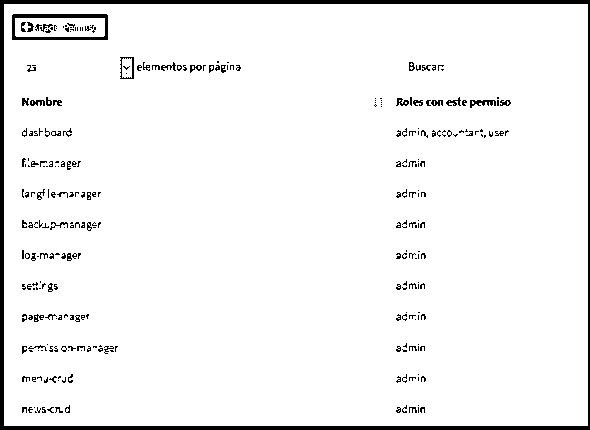 Añadir Permiso
25 elementos por página Buscar:
Nombre Roles con este permiso
dashboard admin, accountant, user
file-manager admin
langfile-manager admin
backup-manager admin
log-manager admin
settings admin
page-manager admin
permission-manager admin
menu-crud admin
news-crud admin